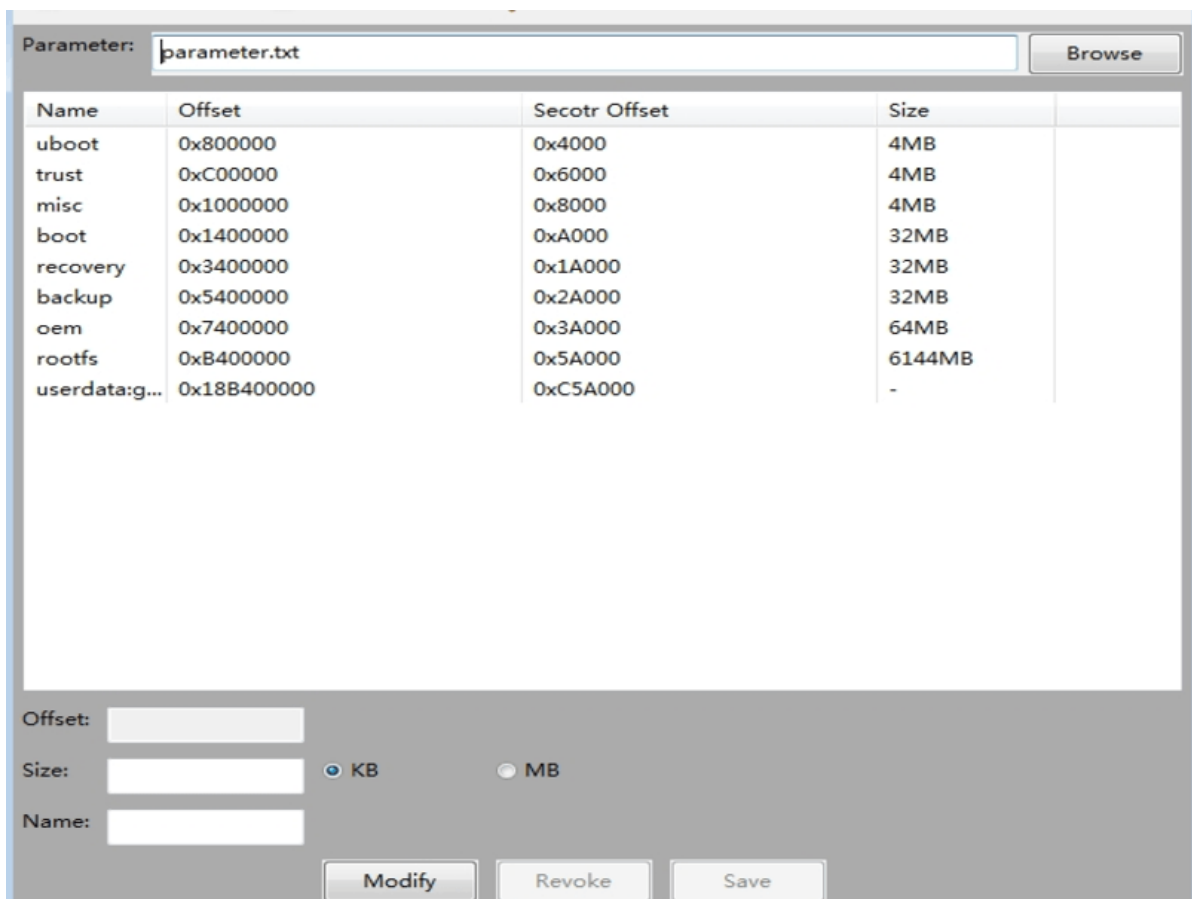 Parameter: parameter.txt Browse
Name Offset Secotr Offset Size
uboot 0x800000 0x4000 4MB
trust 0xC00000 0x6000 4MB
misc 0x1000000 0x8000 4MB
boot 0x1400000 0xA000 32MB
recovery 0x3400000 0x1A000 32MB
backup 0x5400000 0x2A000 32MB
oem 0x7400000 0x3A000 64MB
rootfs 0xB400000 0x5A000 6144MB
userdata:g... 0x18B400000 0xC5A000 -
Offset:
Size: KB MB
Name:
Modify Revoke Save